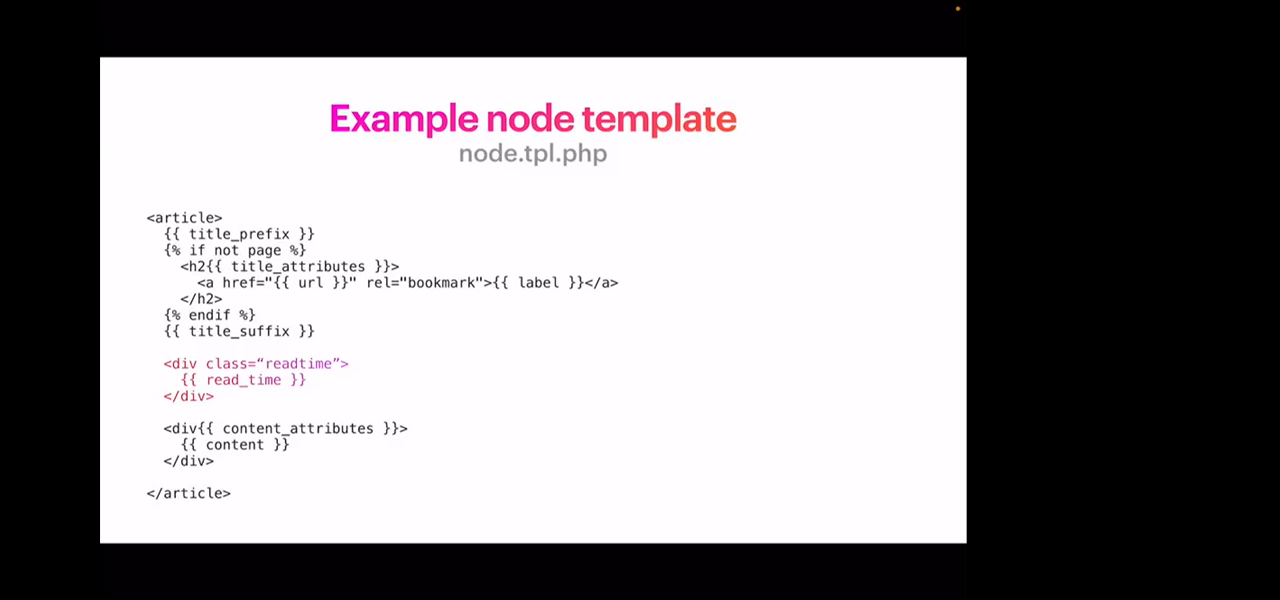 Example node template
node.tpl.php
<article>
{{ title_prefix }}
{% if not page %}
<h2{{ title_attributes }}>
<a href="{{ url }}" rel="bookmark">{{ label }}</a>
</h2>
{% endif %}
{{ title_suffix }}
<div class=“readtime”>
{{ read_time }}
</div>
<div{{ content_attributes }}>
{{ content }}
</div>
</article>